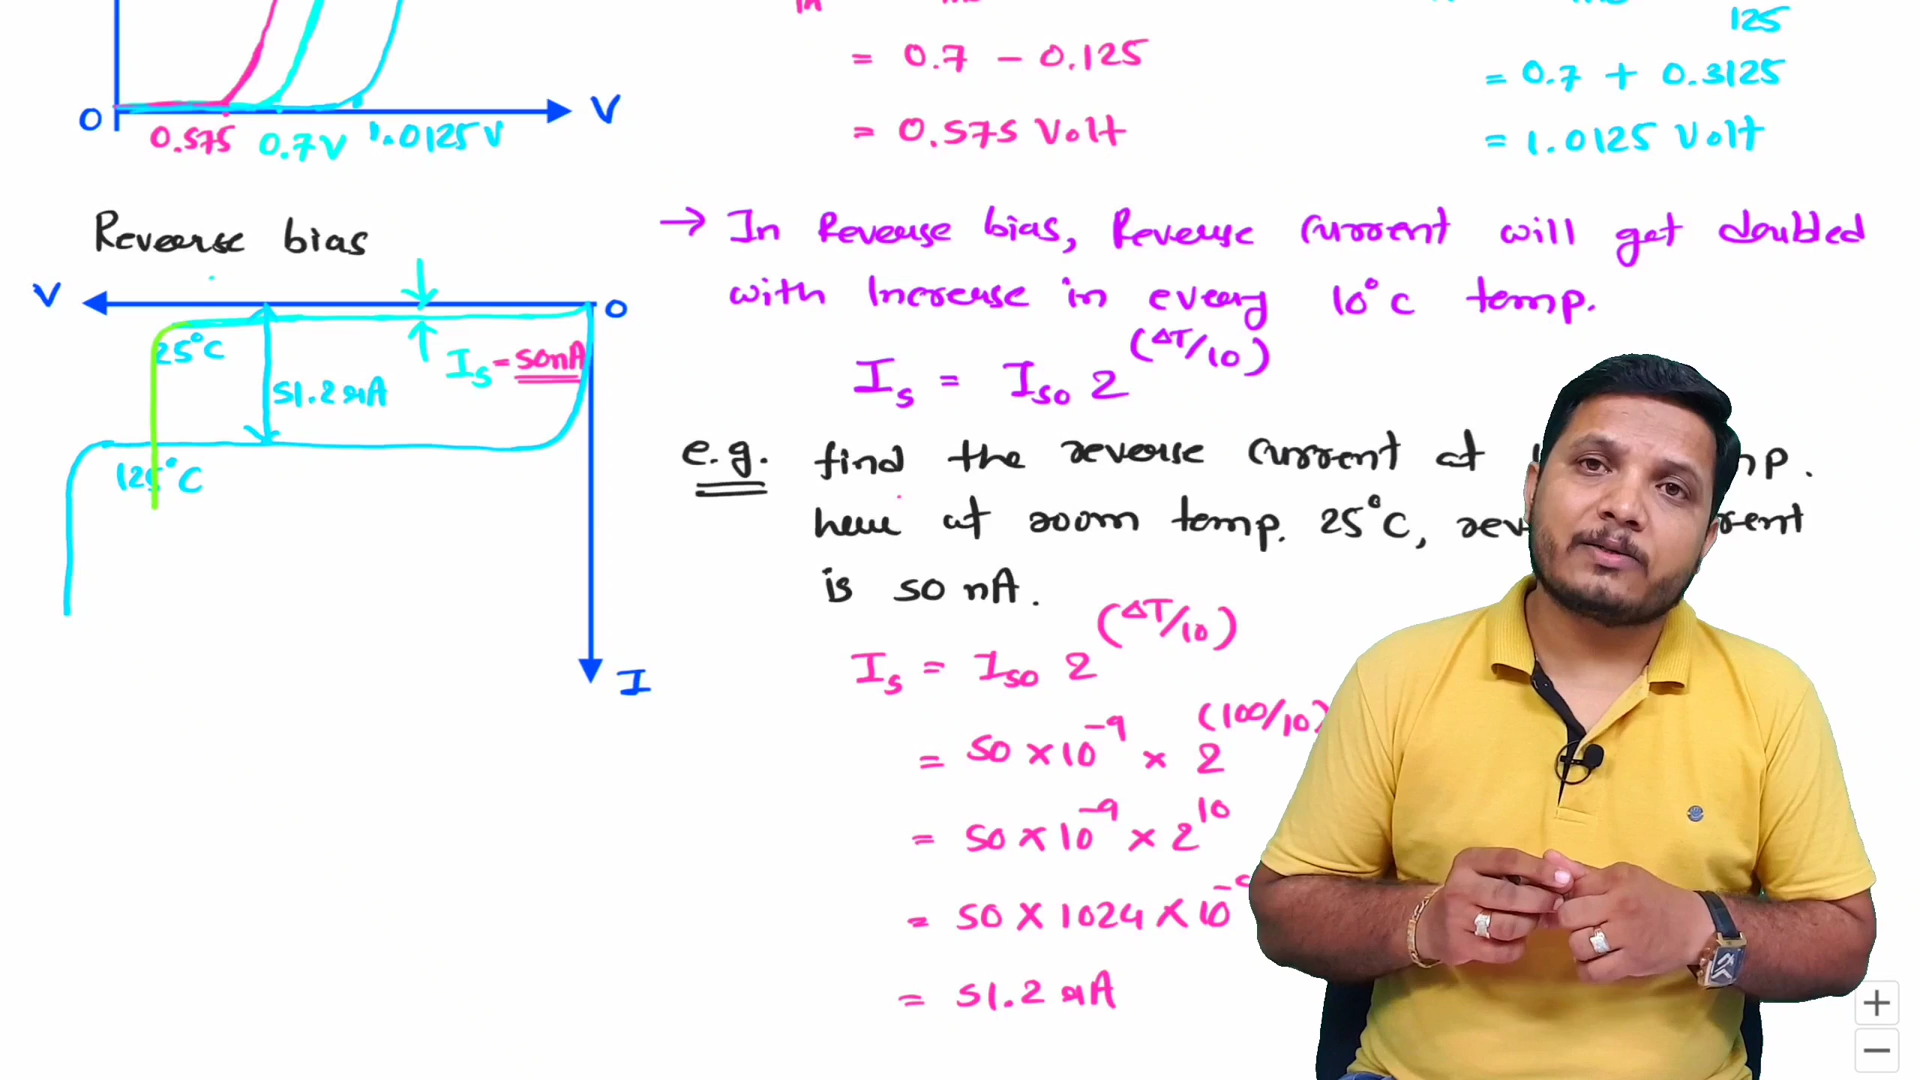 = 0.7 - 0.125
= 0.575 Volt
125
= 0.7 + 0.3125
= 1.0125 Volt
0
V
0.575 0.7V 1.0125 V
Reverse bias
V
0
25°C
Is = 50nA
51.2 μA
125°C
I
→ In Reverse bias, Reverse current will get doubled
with Increase in every 10°C temp.
Is = Iso 2^(ΔT/10)
e.g. find the reverse current at
here at room temp. 25°C,
is 50 nA.
Is = Iso 2^(ΔT/10)
= 50 × 10^-9 × 2^(100/10)
= 50 × 10^-9 × 2^10
= 50 × 1024 × 10
= 51.2 μA